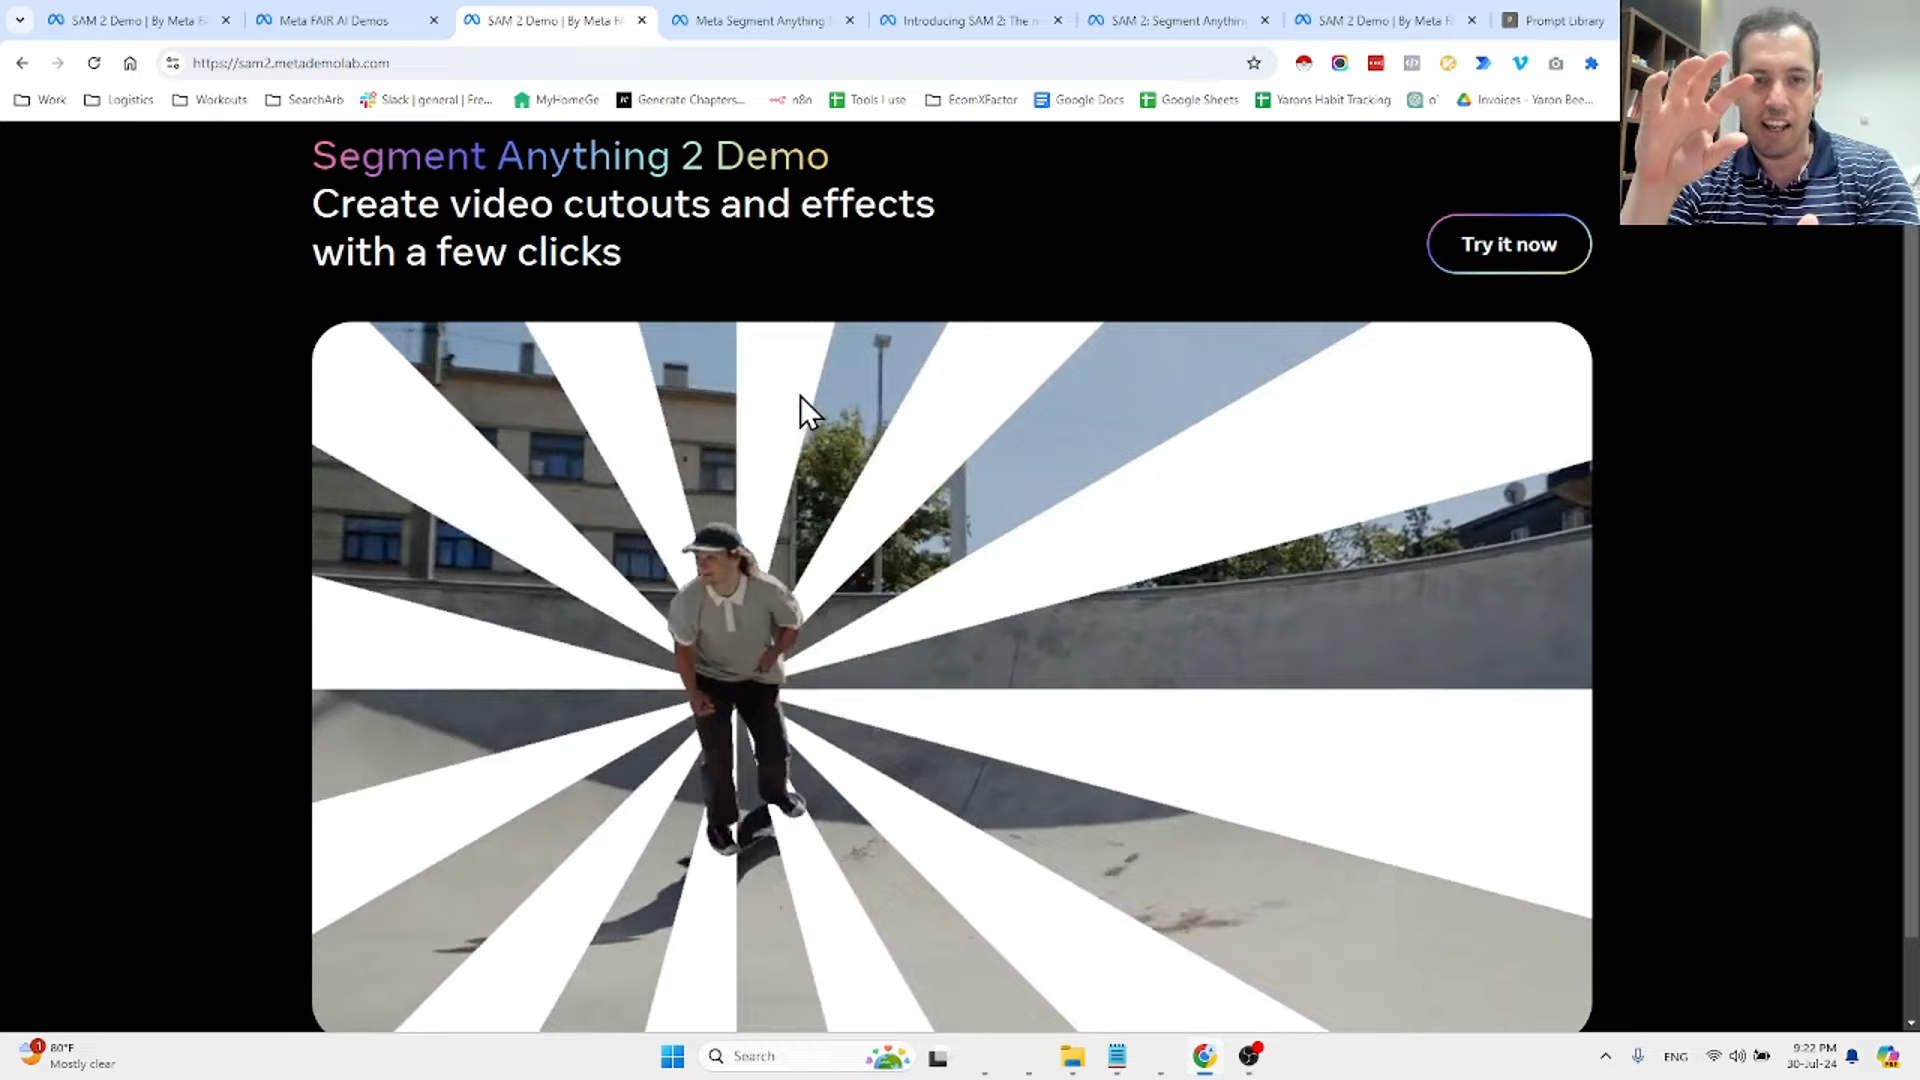 SAM 2 Demo | By Meta FA
Meta FAIR AI Demos
SAM 2 Demo | By Meta FA
Meta Segment Anything
Introducing SAM 2: The n
SAM 2: Segment Anything
SAM 2 Demo | By Meta F
Prompt Library
https://sam2.metademolab.com
Work
Logistics
Workouts
SearchArb
Slack | general | Fre...
MyHomeGe
Generate Chapters...
n8n
Tools I use
EcomXFactor
Google Docs
Google Sheets
Yarons Habit Tracking
o'
Invoices - Yaron Bee...
Segment Anything 2 Demo
Create video cutouts and effects
with a few clicks
Try it now
1
80°F
Mostly clear
Search
ENG
9:22 PM
30-Jul-24